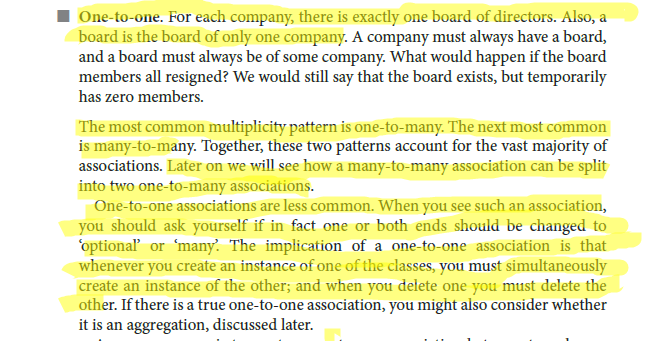 One-to-one. For each company, there is exactly one board of directors. Also, a
board is the board of only one company. A company must always have a board,
and a board must always be of some company. What would happen if the board
members all resigned? We would still say that the board exists, but temporarily
has zero members.
The most common multiplicity pattern is one-to-many. The next most common
is many-to-many. Together, these two patterns account for the vast majority of
associations. Later on we will see how a many-to-many association can be split
into two one-to-many associations.
One-to-one associations are less common. When you see such an association,
you should ask yourself if in fact one or both ends should be changed to
‘optional’ or ‘many’. The implication of a one-to-one association is that
whenever you create an instance of one of the classes, you must simultaneously
create an instance of the other; and when you delete one you must delete the
other. If there is a true one-to-one association, you might also consider whether
it is an aggregation, discussed later.